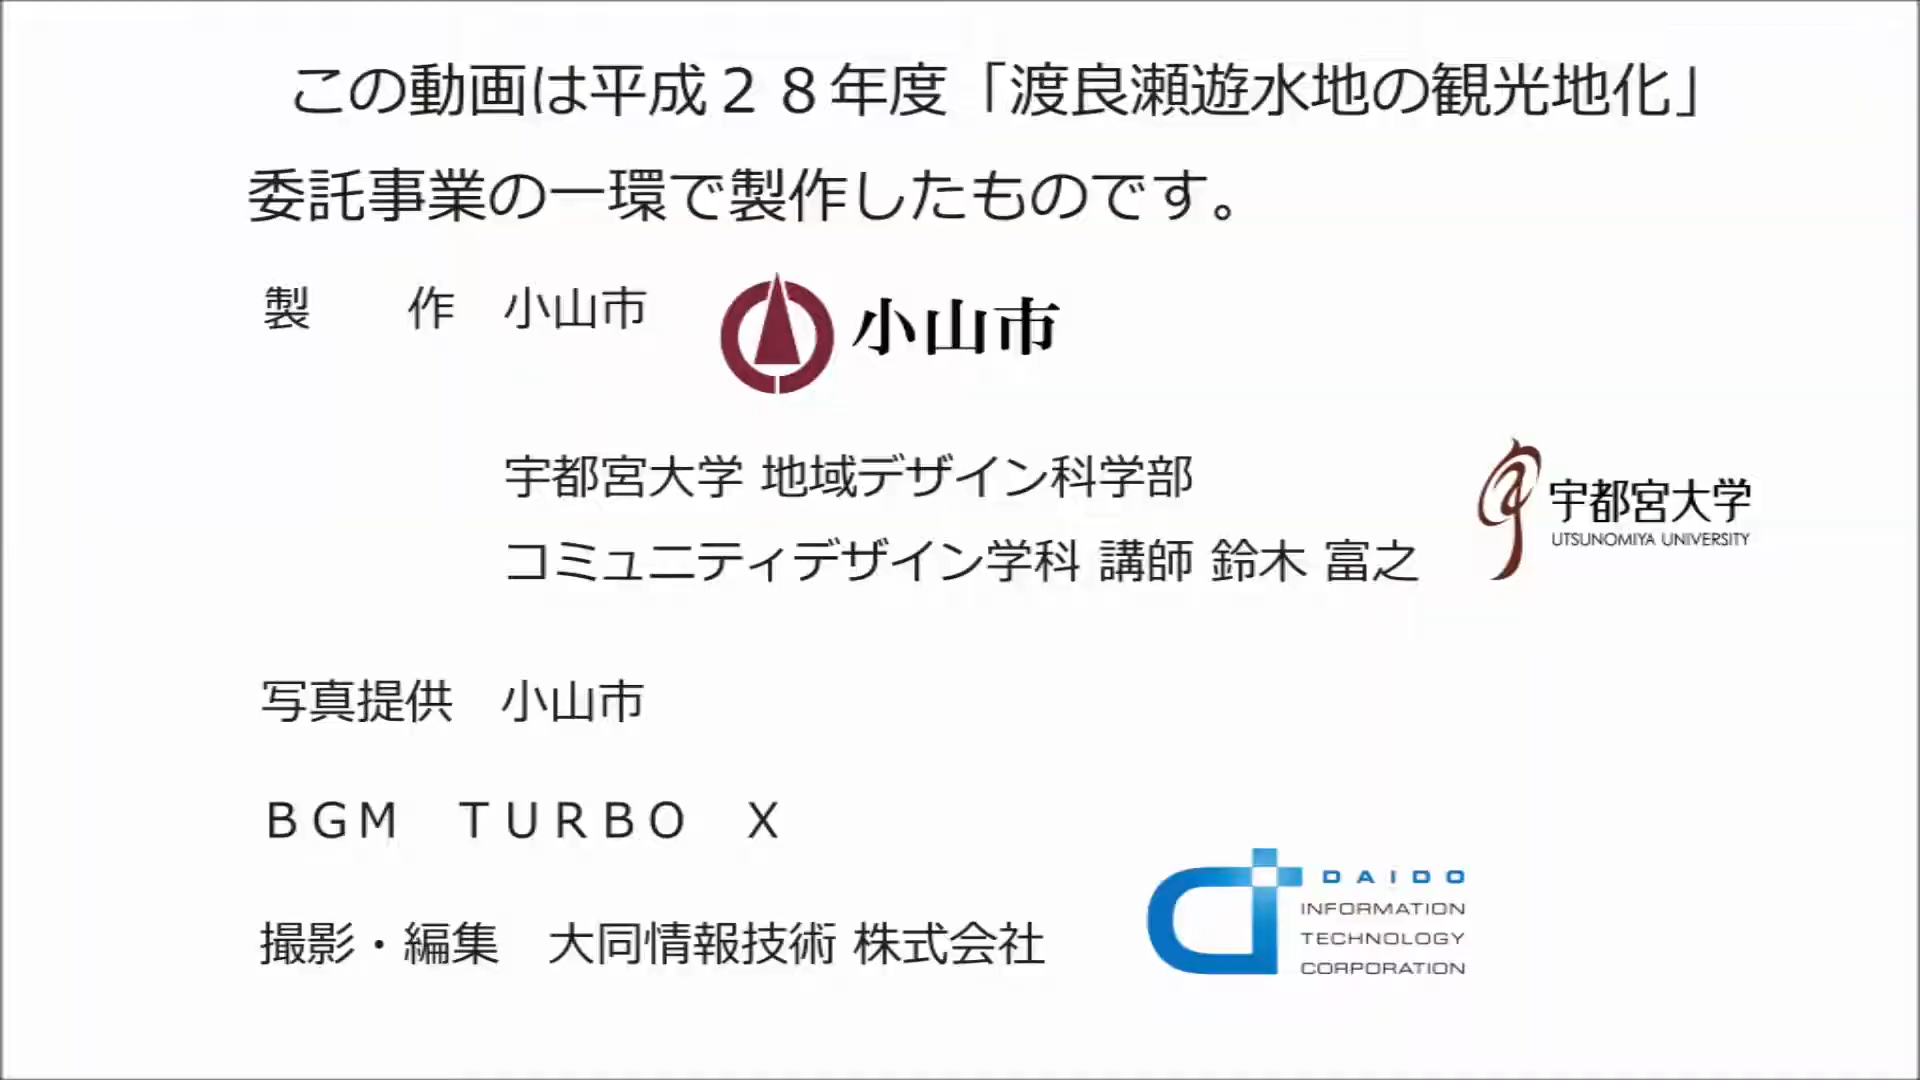 この動画は平成２８年度「渡良瀬遊水地の観光地化」
委託事業の一環で製作したものです。
製　　作　小山市
小山市
宇都宮大学 地域デザイン科学部
コミュニティデザイン学科 講師 鈴木 富之
宇都宮大学
UTSUNOMIYA UNIVERSITY
写真提供　小山市
ＢＧＭ　ＴＵＲＢＯ　Ｘ
撮影・編集　大同情報技術 株式会社
DAIDO
INFORMATION
TECHNOLOGY
CORPORATION